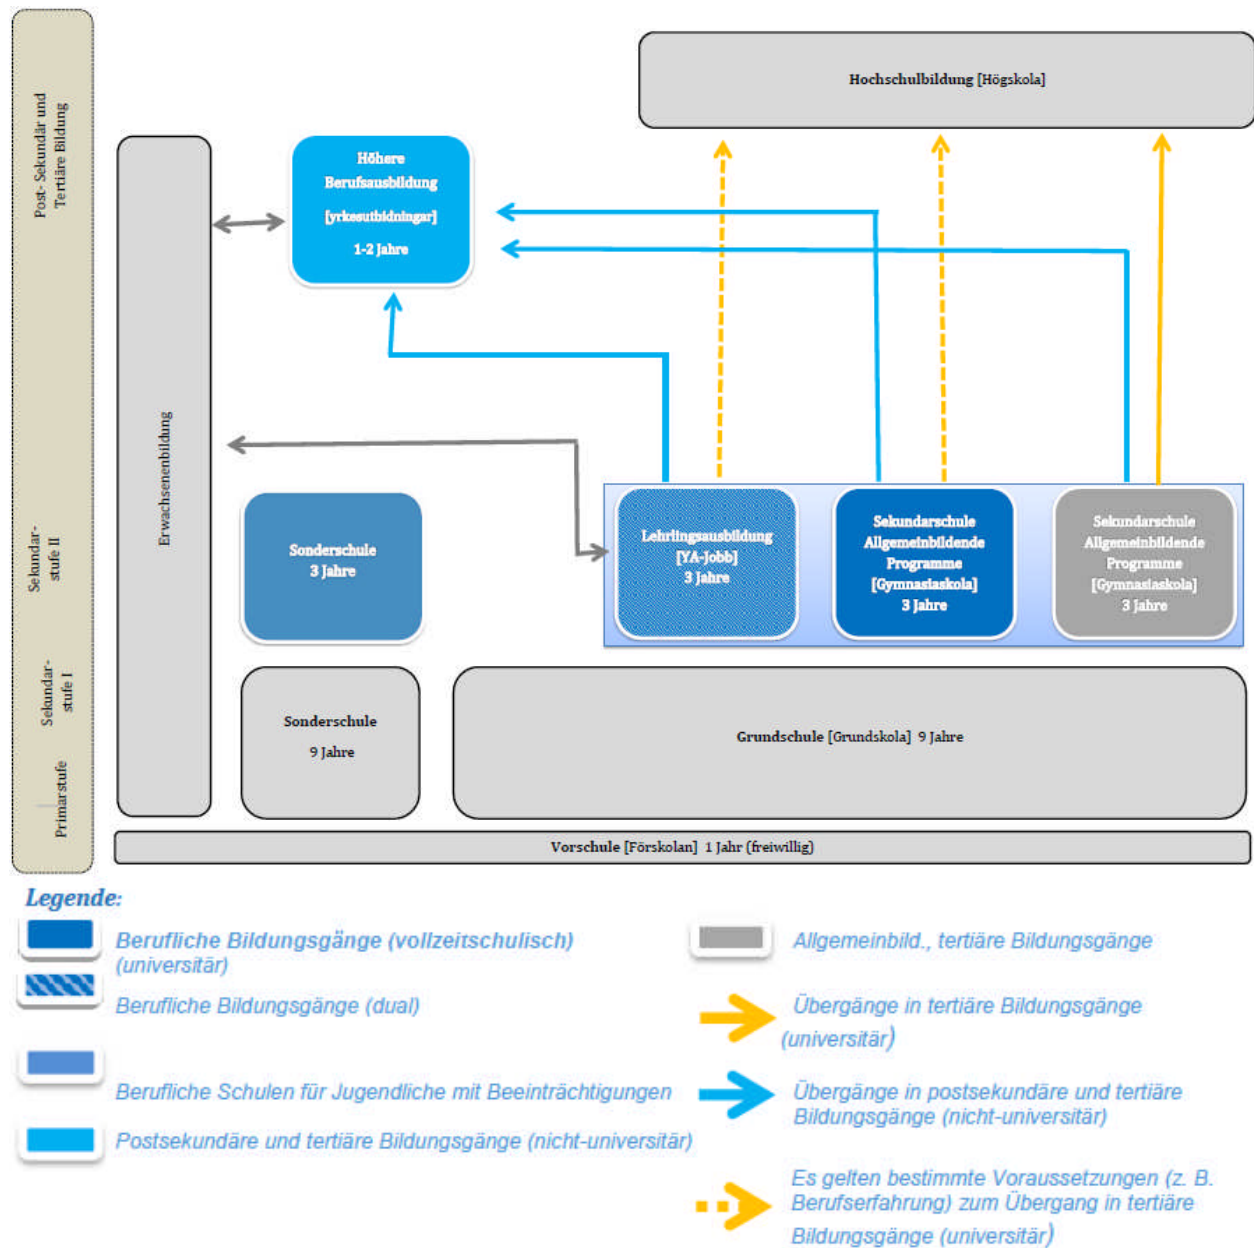 Post- Sekundär und
Tertiäre Bildung
Sekundar-
stufe II
Sekundar-
stufe I
Primarstufe
Hochschulbildung [Högskola]
Höhere
Berufsausbildung
[yrkesutbidningar]
1-2 Jahre
Erwachsenenbildung
Sonderschule
3 Jahre
Lehrlingsausbildung
[YA-Jobb]
3 Jahre
Sekundarschule
Allgemeinbildende
Programme
[Gymnasiaskola]
3 Jahre
Sekundarschule
Allgemeinbildende
Programme
[Gymnasiaskola]
3 Jahre
Sonderschule
9 Jahre
Grundschule [Grundskola] 9 Jahre
Vorschule [Förskolan] 1 Jahr (freiwillig)
Legende:
Berufliche Bildungsgänge (vollzeitschulisch)
(universitär)
Berufliche Bildungsgänge (dual)
Berufliche Schulen für Jugendliche mit Beeinträchtigungen
Postsekundäre und tertiäre Bildungsgänge (nicht-universitär)
Allgemeinbild., tertiäre Bildungsgänge
Übergänge in tertiäre Bildungsgänge
(universitär)
Übergänge in postsekundäre und tertiäre
Bildungsgänge (nicht-universitär)
Es gelten bestimmte Voraussetzungen (z. B.
Berufserfahrung) zum Übergang in tertiäre
Bildungsgänge (universitär)